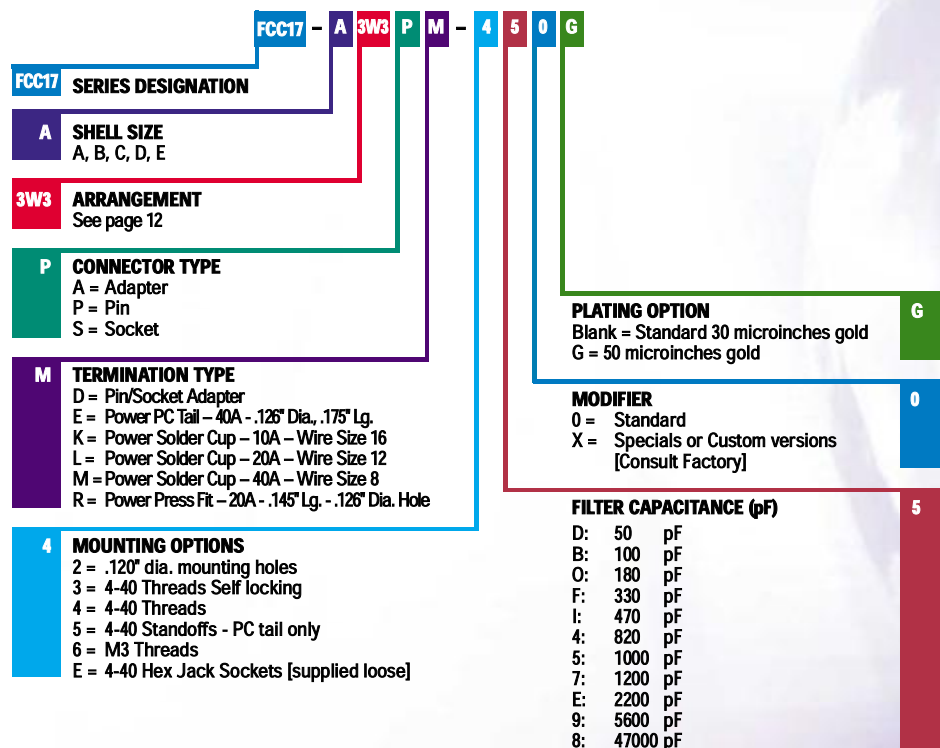 FCC17 – A 3W3 P M – 4 5 0 G
FCC17 SERIES DESIGNATION
A SHELL SIZE
A, B, C, D, E
3W3 ARRANGEMENT
See page 12
P CONNECTOR TYPE
A = Adapter
P = Pin
S = Socket
M TERMINATION TYPE
D = Pin/Socket Adapter
E = Power PC Tail – 40A - .126" Dia., .175" Lg.
K = Power Solder Cup – 10A – Wire Size 16
L = Power Solder Cup – 20A – Wire Size 12
M = Power Solder Cup – 40A – Wire Size 8
R = Power Press Fit – 20A - .145" Lg. - .126" Dia. Hole
4 MOUNTING OPTIONS
2 = .120" dia. mounting holes
3 = 4-40 Threads Self locking
4 = 4-40 Threads
5 = 4-40 Standoffs - PC tail only
6 = M3 Threads
E = 4-40 Hex Jack Sockets [supplied loose]
PLATING OPTION G
Blank = Standard 30 microinches gold
G = 50 microinches gold
MODIFIER 0
0 = Standard
X = Specials or Custom versions
[Consult Factory]
FILTER CAPACITANCE (pF) 5
D: 50 pF
B: 100 pF
O: 180 pF
F: 330 pF
I: 470 pF
4: 820 pF
5: 1000 pF
7: 1200 pF
E: 2200 pF
9: 5600 pF
8: 47000 pF